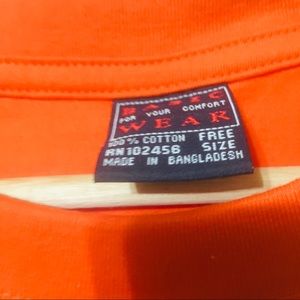 BASIC
FOR YOUR COMFORT
WEAR
100% COTTON FREE
RN102456 SIZE
MADE IN BANGLADESH